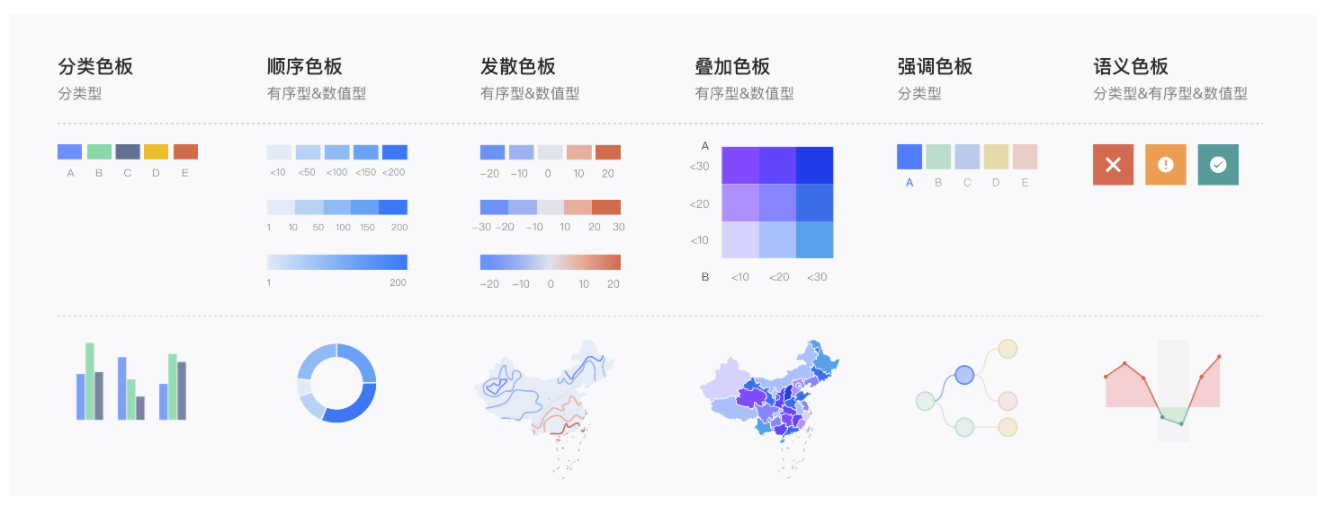 分类色板
分类型
A B C D E
顺序色板
有序型&数值型
<10 <50 <100 <150 <200
1 10 50 100 150 200
1 200
发散色板
有序型&数值型
-20 -10 0 10 20
-30 -20 -10 10 20 30
-20 -10 0 10 20
叠加色板
有序型&数值型
A
<30
<20
<10
B <10 <20 <30
强调色板
分类型
A B C D E
语义色板
分类型&有序型&数值型